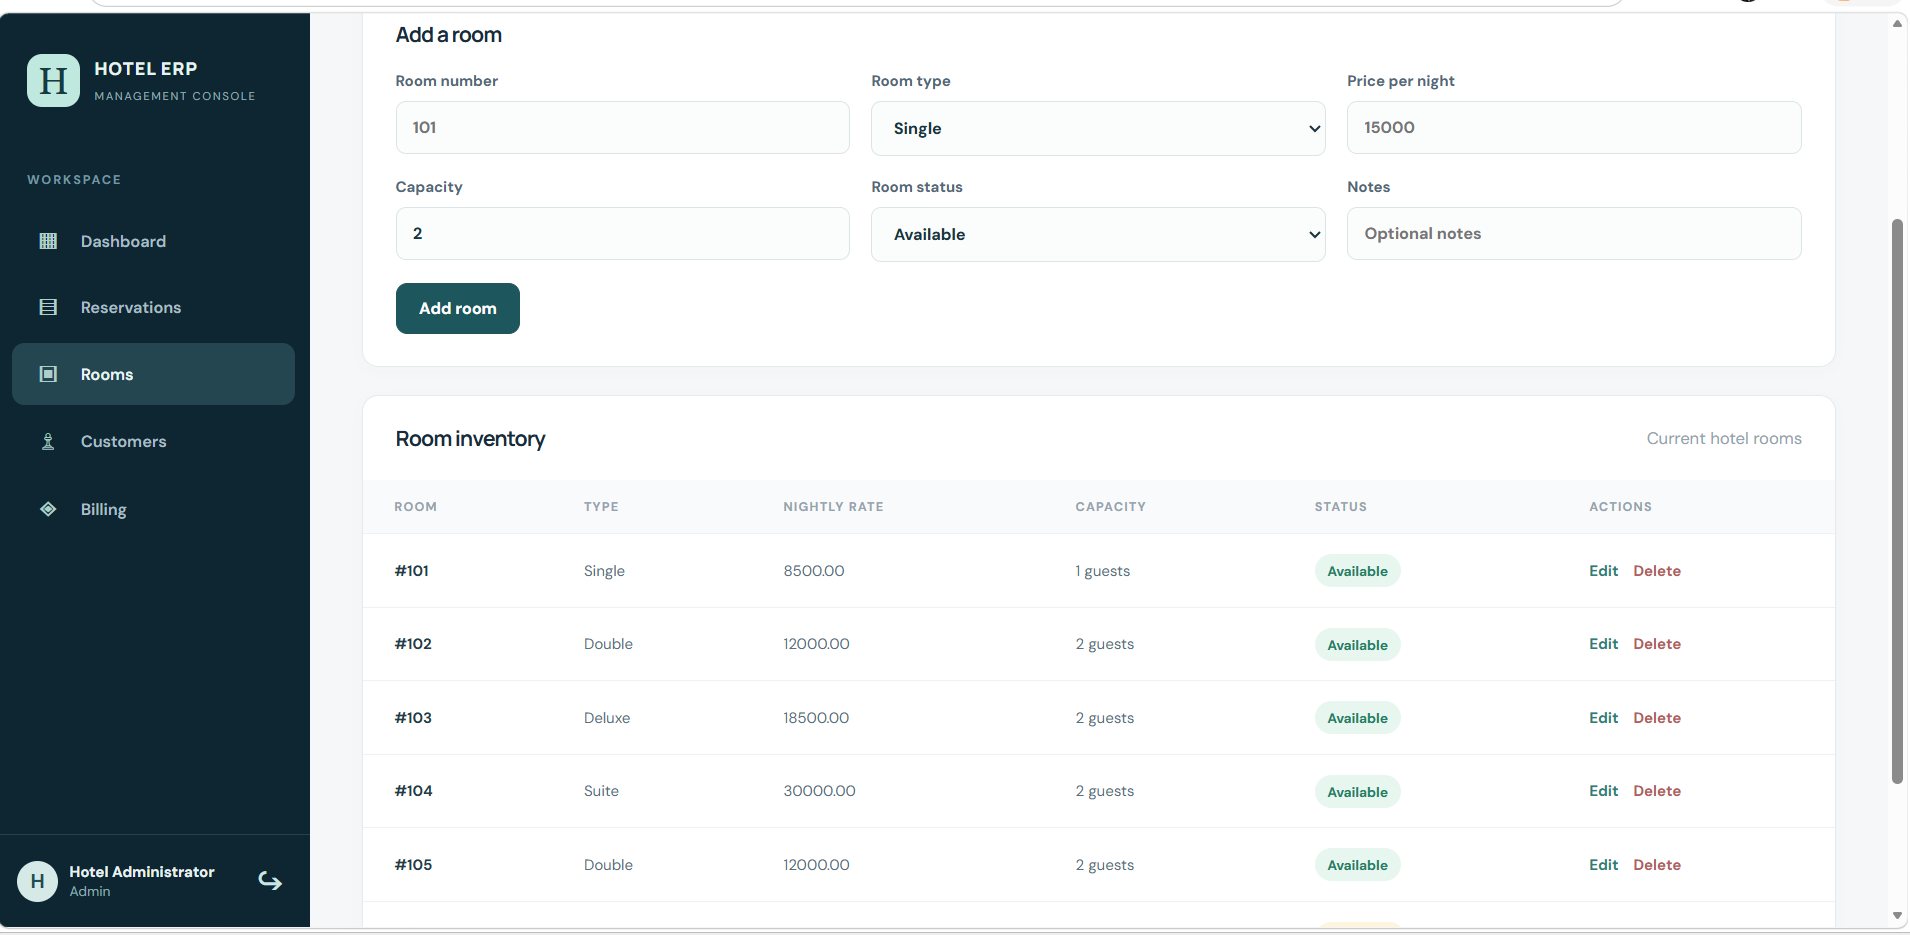 H
HOTEL ERP
MANAGEMENT CONSOLE
WORKSPACE
Dashboard
Reservations
Rooms
Customers
Billing
H
Hotel Administrator
Admin
Add a room
Room number
Room type
Price per night
101
Single
15000
Capacity
Room status
Notes
2
Available
Optional notes
Add room
Room inventory
Current hotel rooms
ROOM TYPE NIGHTLY RATE CAPACITY STATUS ACTIONS
#101 Single 8500.00 1 guests Available Edit Delete
#102 Double 12000.00 2 guests Available Edit Delete
#103 Deluxe 18500.00 2 guests Available Edit Delete
#104 Suite 30000.00 2 guests Available Edit Delete
#105 Double 12000.00 2 guests Available Edit Delete